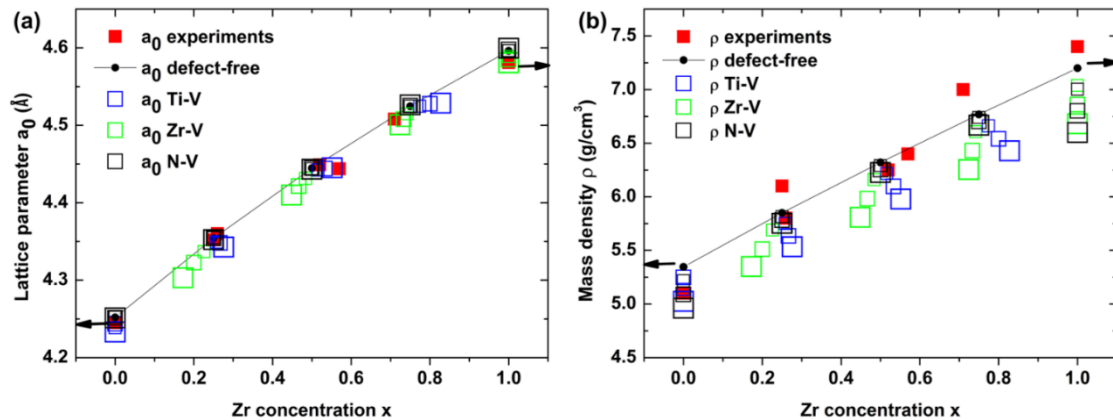 (a)
a₀ experiments
a₀ defect-free
a₀ Ti-V
a₀ Zr-V
a₀ N-V
Lattice parameter a₀ (Å)
4.6
4.5
4.4
4.3
4.2
0.0 0.2 0.4 0.6 0.8 1.0
Zr concentration x
(b)
ρ experiments
ρ defect-free
ρ Ti-V
ρ Zr-V
ρ N-V
Mass density ρ (g/cm³)
7.5
7.0
6.5
6.0
5.5
5.0
4.5
0.0 0.2 0.4 0.6 0.8 1.0
Zr concentration x